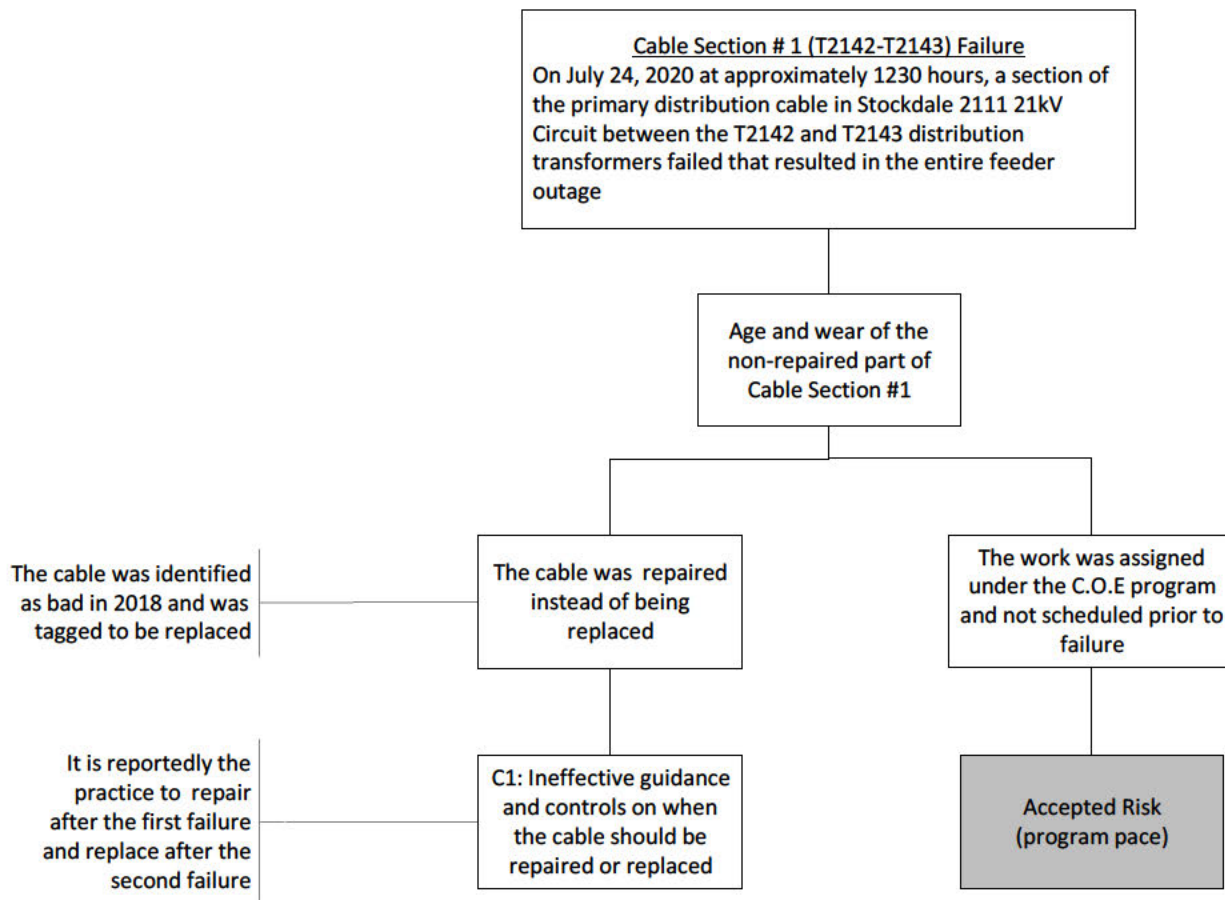 Cable Section # 1 (T2142-T2143) Failure
On July 24, 2020 at approximately 1230 hours, a section of
the primary distribution cable in Stockdale 2111 21kV
Circuit between the T2142 and T2143 distribution
transformers failed that resulted in the entire feeder
outage
Age and wear of the
non-repaired part of
Cable Section #1
The cable was identified
as bad in 2018 and was
tagged to be replaced
The cable was repaired
instead of being
replaced
The work was assigned
under the C.O.E program
and not scheduled prior to
failure
It is reportedly the
practice to repair
after the first failure
and replace after the
second failure
C1: Ineffective guidance
and controls on when
the cable should be
repaired or replaced
Accepted Risk
(program pace)